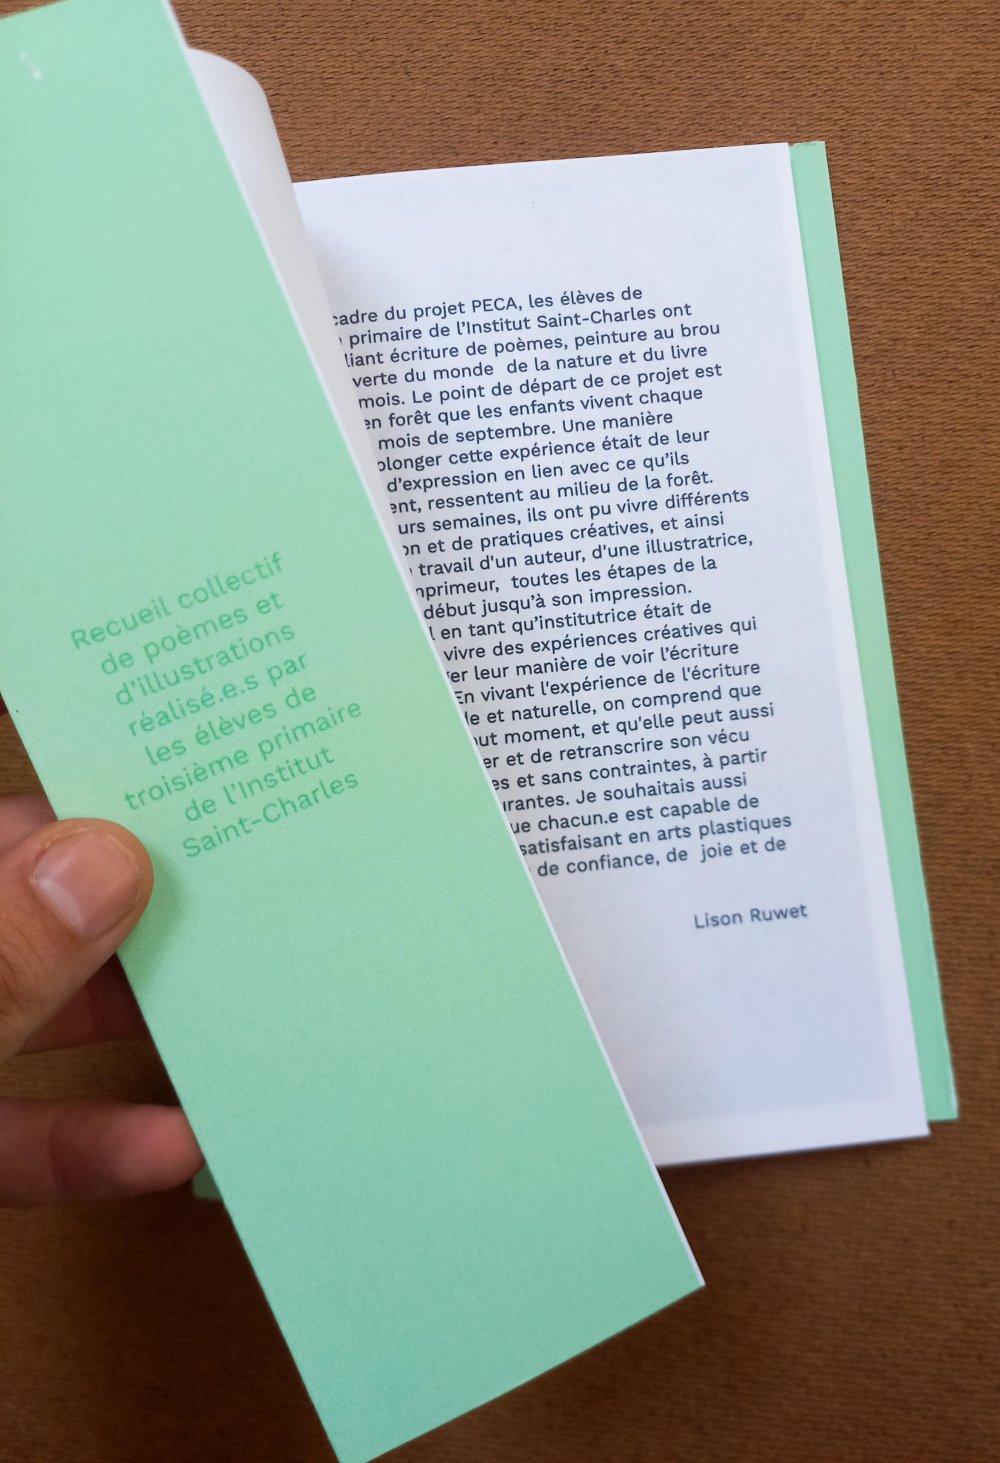 Recueil collectif
de poèmes et
d'illustrations
réalisé.e.s par
les élèves de
troisième primaire
de l'Institut
Saint-Charles
cadre du projet PECA, les élèves de
primaire de l'Institut Saint-Charles ont
liant écriture de poèmes, peinture au brou
verte du monde de la nature et du livre
mois. Le point de départ de ce projet est
en forêt que les enfants vivent chaque
mois de septembre. Une manière
olonger cette expérience était de leur
d'expression en lien avec ce qu'ils
ent, ressentent au milieu de la forêt.
urs semaines, ils ont pu vivre différents
on et de pratiques créatives, et ainsi
travail d'un auteur, d'une illustratrice,
mprimeur, toutes les étapes de la
début jusqu'à son impression.
l en tant qu'institutrice était de
vivre des expériences créatives qui
er leur manière de voir l'écriture
En vivant l'expérience de l'écriture
le et naturelle, on comprend que
out moment, et qu'elle peut aussi
er et de retranscrire son vécu
es et sans contraintes, à partir
urantes. Je souhaitais aussi
ue chacun.e est capable de
satisfaisant en arts plastiques
de confiance, de joie et de
Lison Ruwet